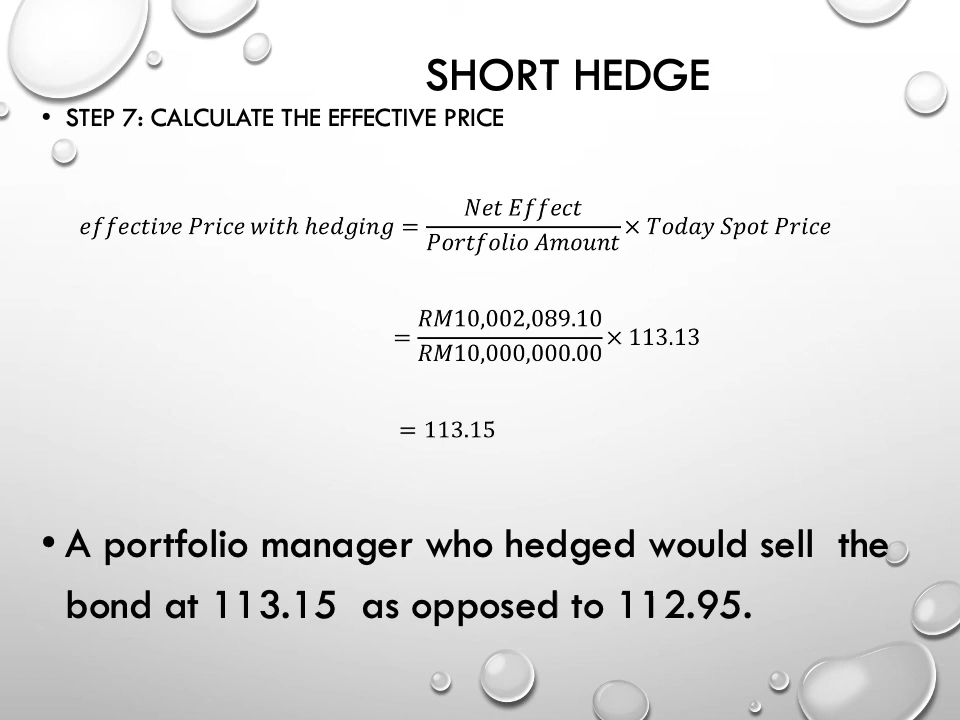 SHORT HEDGE
• STEP 7: CALCULATE THE EFFECTIVE PRICE
effective Price with hedging = Net Effect / Portfolio Amount × Today Spot Price
= RM10,002,089.10 / RM10,000,000.00 × 113.13
= 113.15
• A portfolio manager who hedged would sell the
bond at 113.15 as opposed to 112.95.